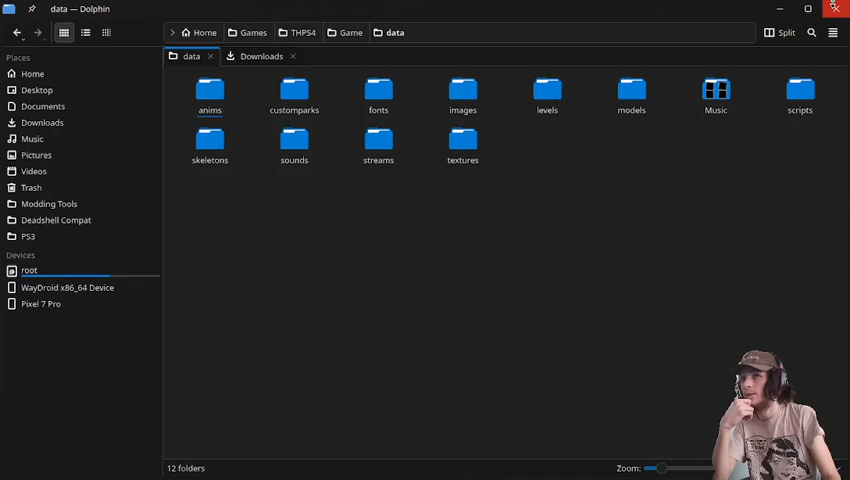 data — Dolphin
Home Games THPS4 Game data
Split
data
Downloads
Places
Home
Desktop
Documents
Downloads
Music
Pictures
Videos
Trash
Modding Tools
Deadshell Compat
PS3
Devices
root
WayDroid x86_64 Device
Pixel 7 Pro
anims customparks fonts images levels models Music scripts
skeletons sounds streams textures
12 folders
Zoom: